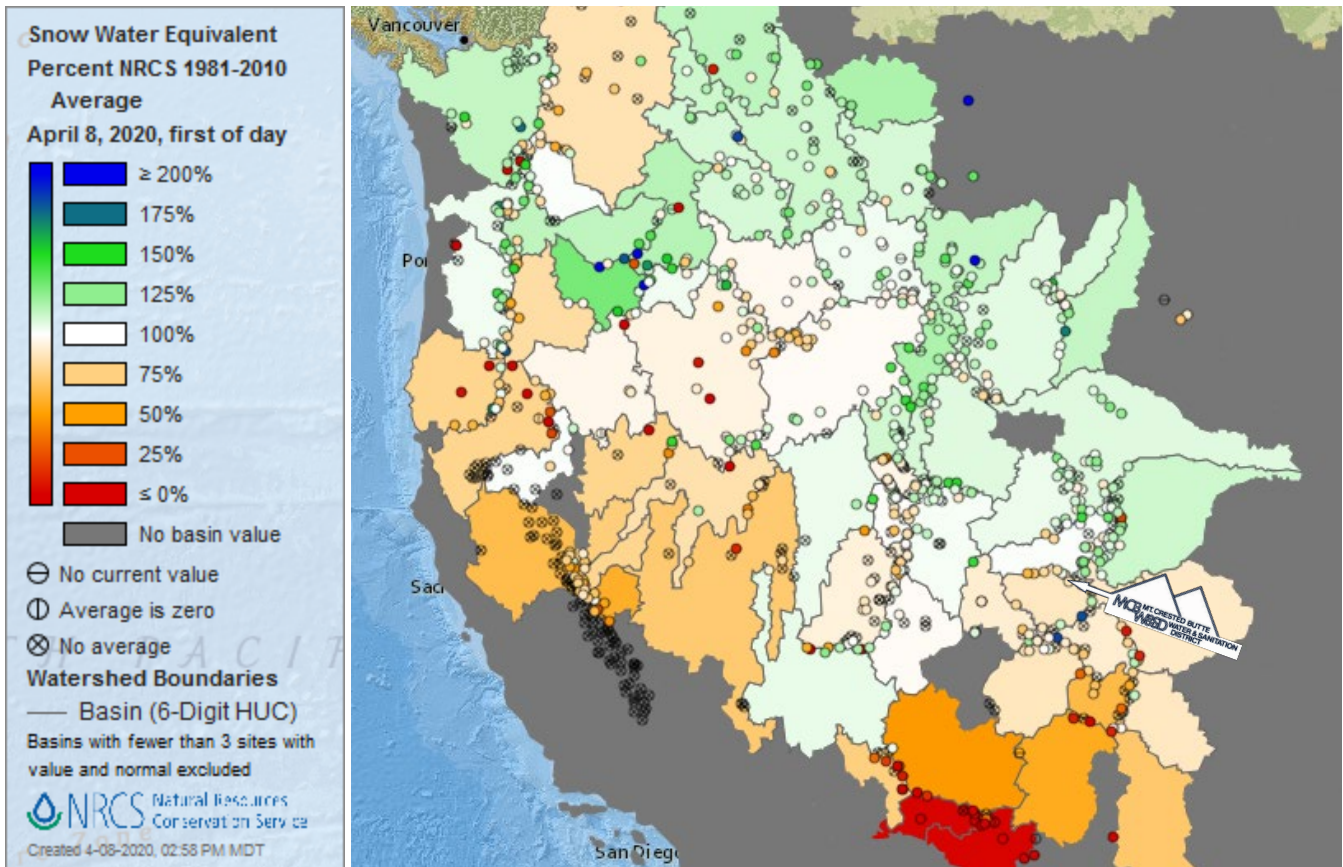 Snow Water Equivalent
Percent NRCS 1981-2010
Average
April 8, 2020, first of day
≥ 200%
175%
150%
125%
100%
75%
50%
25%
≤ 0%
No basin value
No current value
Average is zero
No average
Watershed Boundaries
Basin (6-Digit HUC)
Basins with fewer than 3 sites with
value and normal excluded
NRCS Natural Resources
Conservation Service
Created 4-08-2020, 02:58 PM MDT
Vancouver
Por
Sac
San Diego
MCB MT. CRESTED BUTTE
WSD WATER & SANITATION
DISTRICT